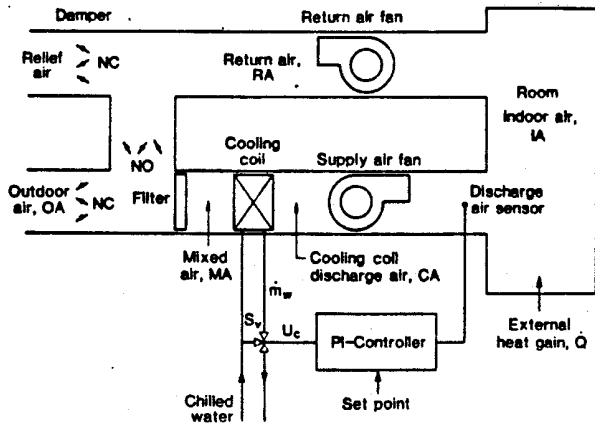 Damper
Return air fan
Relief air
NC
Return air, RA
Room
Indoor air, IA
NO
Cooling coil
Supply air fan
Outdoor air, OA
NC
Filter
Discharge air sensor
Mixed air, MA
Cooling coil discharge air, CA
ṁw
Sv
Uc
PI-Controller
External heat gain, Q̇
Chilled water
Set point